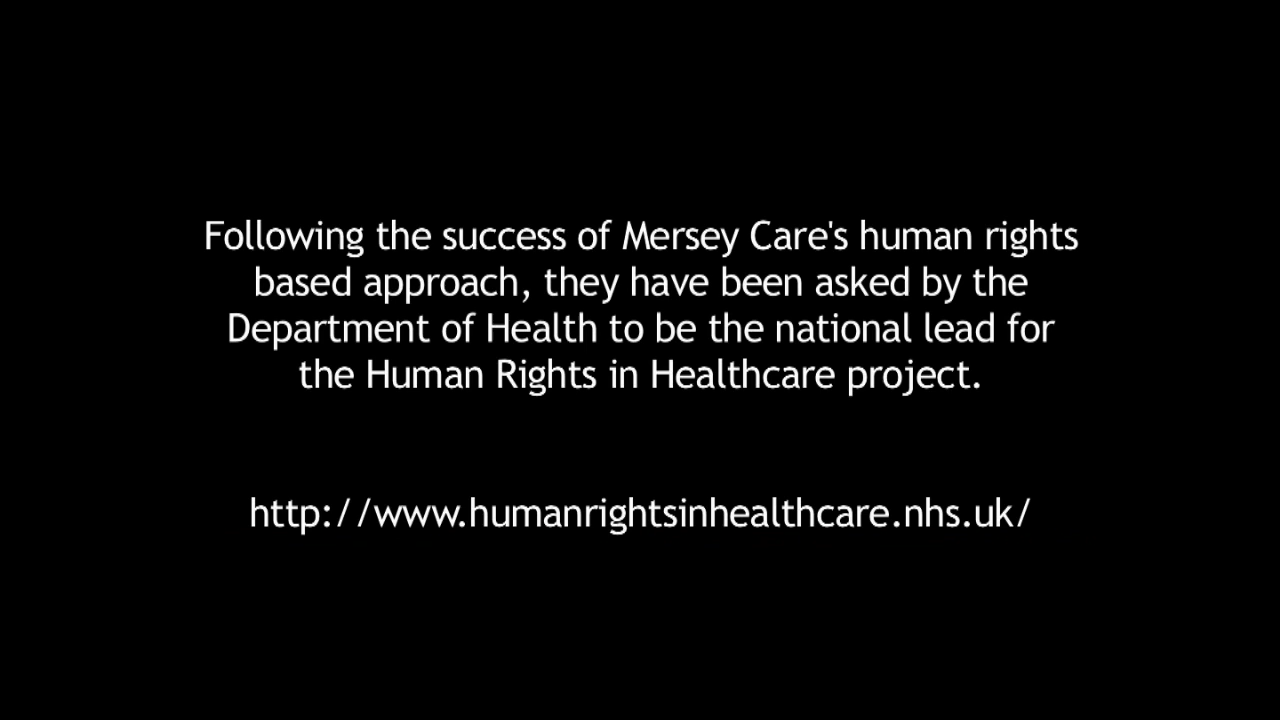 Following the success of Mersey Care's human rights
based approach, they have been asked by the
Department of Health to be the national lead for
the Human Rights in Healthcare project.
http://www.humanrightsinhealthcare.nhs.uk/